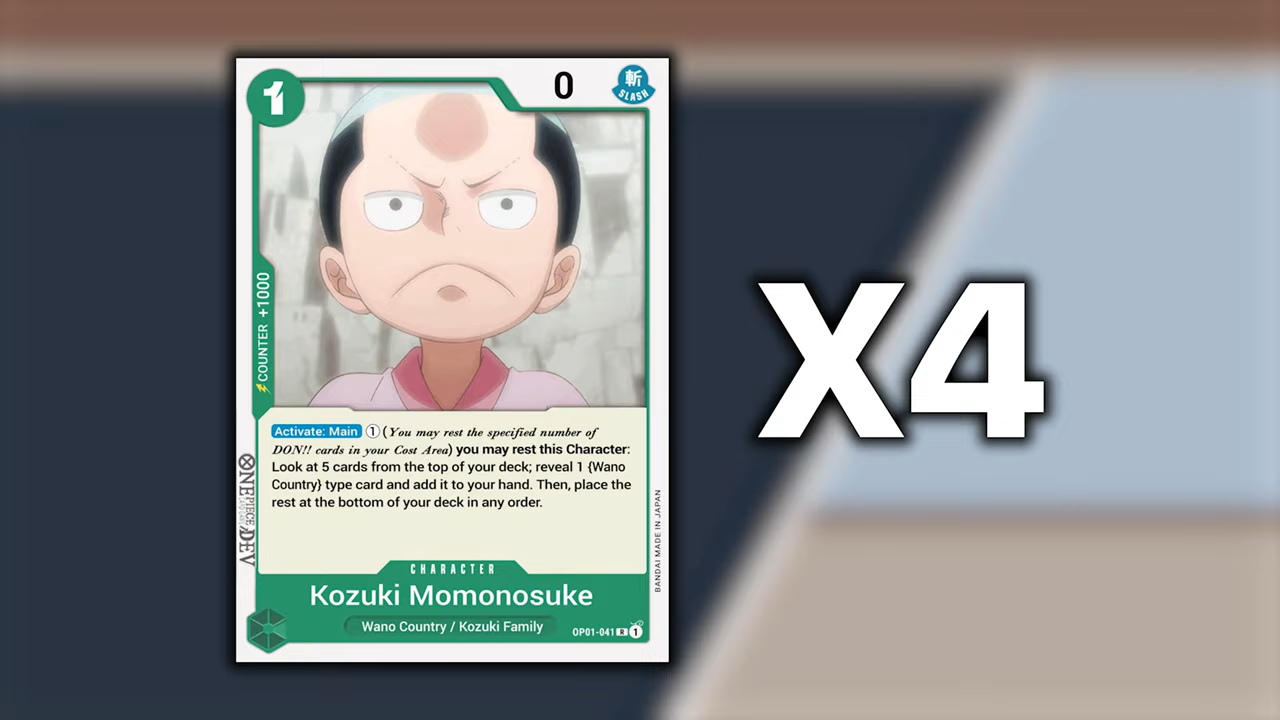 1
0
斬
SLASH
COUNTER +1000
Activate: Main ① (You may rest the specified number of
DON!! cards in your Cost Area) you may rest this Character:
Look at 5 cards from the top of your deck; reveal 1 {Wano
Country} type card and add it to your hand. Then, place the
rest at the bottom of your deck in any order.
ONE PIECE
DEV
BANDAI MADE IN JAPAN
CHARACTER
Kozuki Momonosuke
Wano Country / Kozuki Family
OP01-041 R 1
X4